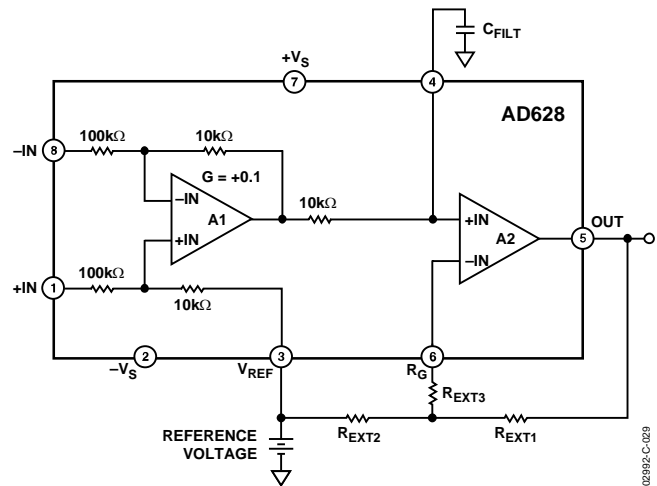 C_FILT
+V_S
7
4
AD628
100kΩ
10kΩ
–IN
8
G = +0.1
–IN
A1
+IN
10kΩ
+IN
A2
–IN
OUT
5
100kΩ
+IN
1
10kΩ
2
–V_S
3
V_REF
6
R_G
R_EXT3
REFERENCE
VOLTAGE
R_EXT2
R_EXT1
02992-C-029